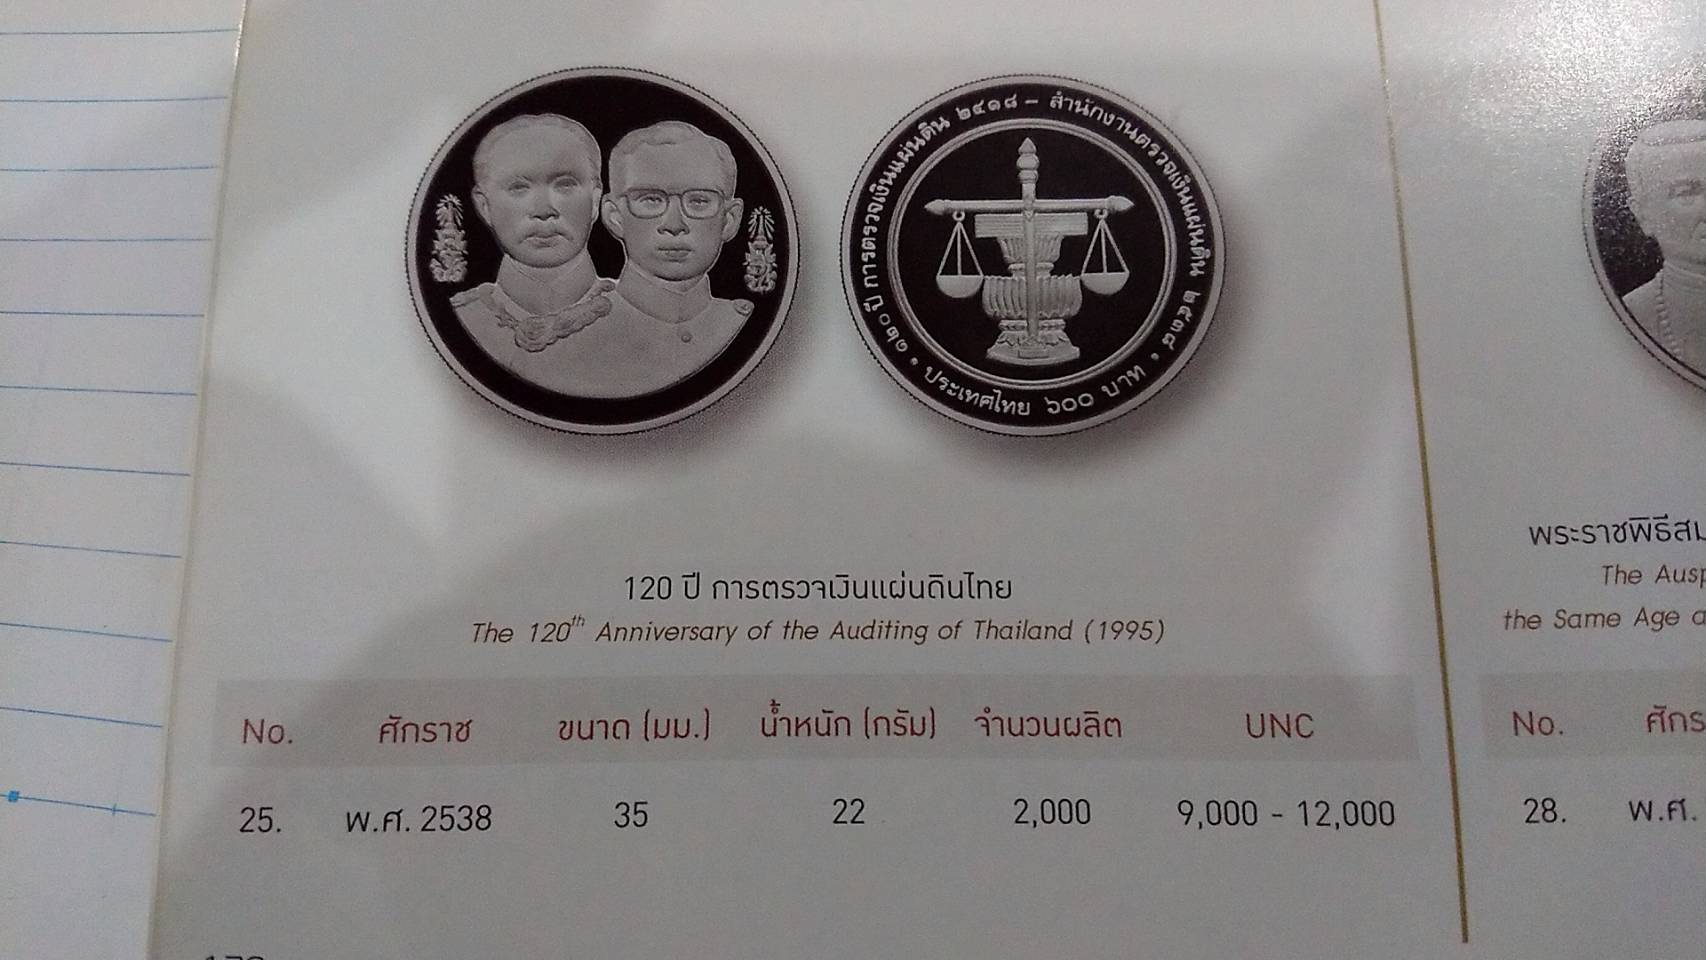 ๑๒๐ ปี การตรวจเงินแผ่นดิน ๒๔๑๘ - สำนักงานตรวจเงินแผ่นดิน ๒๕๓๘
ประเทศไทย ๖๐๐ บาท
120 ปี การตรวจเงินแผ่นดินไทย
The 120th Anniversary of the Auditing of Thailand (1995)
No. ศักราช ขนาด (มม.) น้ำหนัก (กรัม) จำนวนผลิต UNC
25. พ.ศ. 2538 35 22 2,000 9,000 - 12,000
พระราชพิธีสม
The Ausp
the Same Age a
No. ศักร
28. พ.ศ.